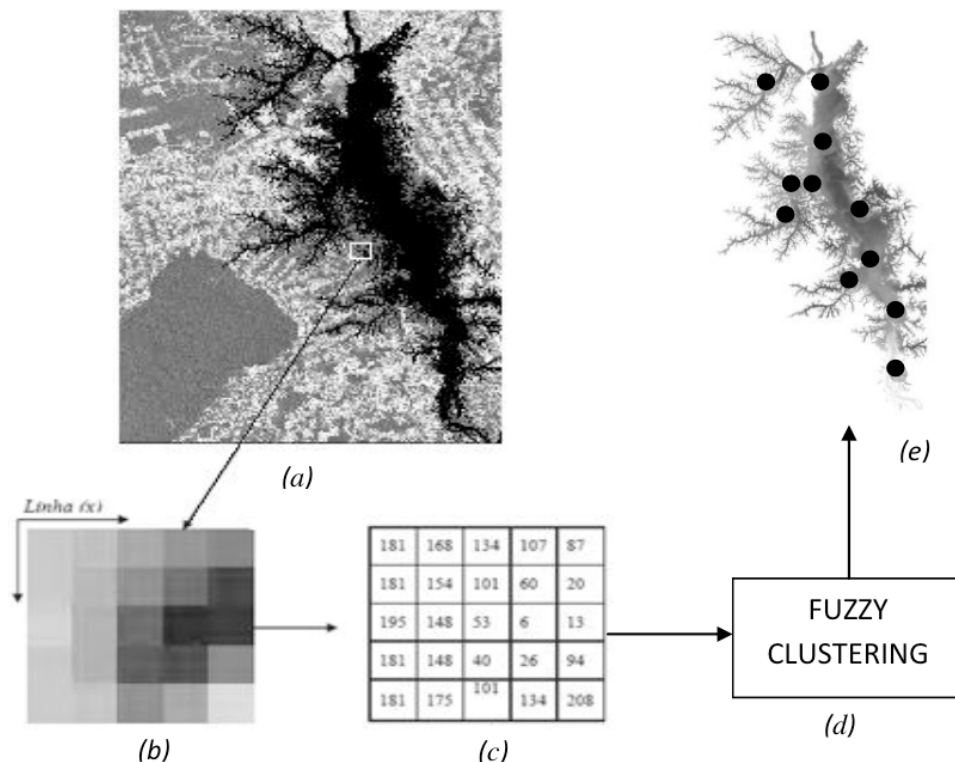 (a)
(e)
Linha (x)
181 168 134 107 87
181 154 101 60 20
195 148 53 6 13
181 148 40 26 94
181 175 101 134 208
FUZZY
CLUSTERING
(b)
(c)
(d)